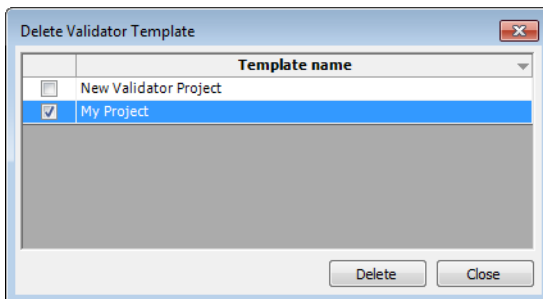 Delete Validator Template
Template name
New Validator Project
My Project
Delete Close